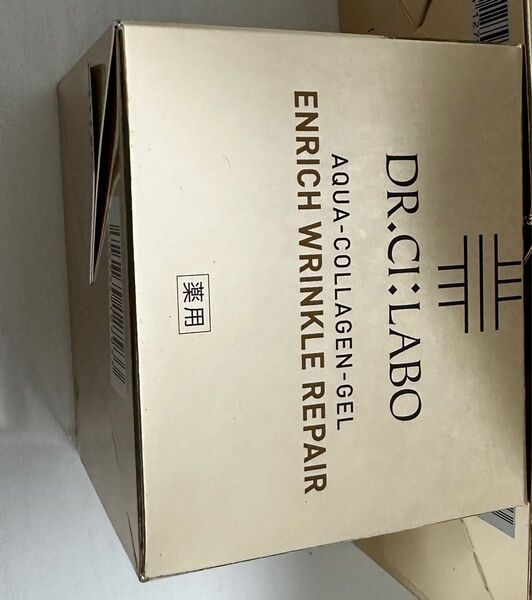 DR.CI:LABO
AQUA-COLLAGEN-GEL
ENRICH WRINKLE REPAIR
薬用